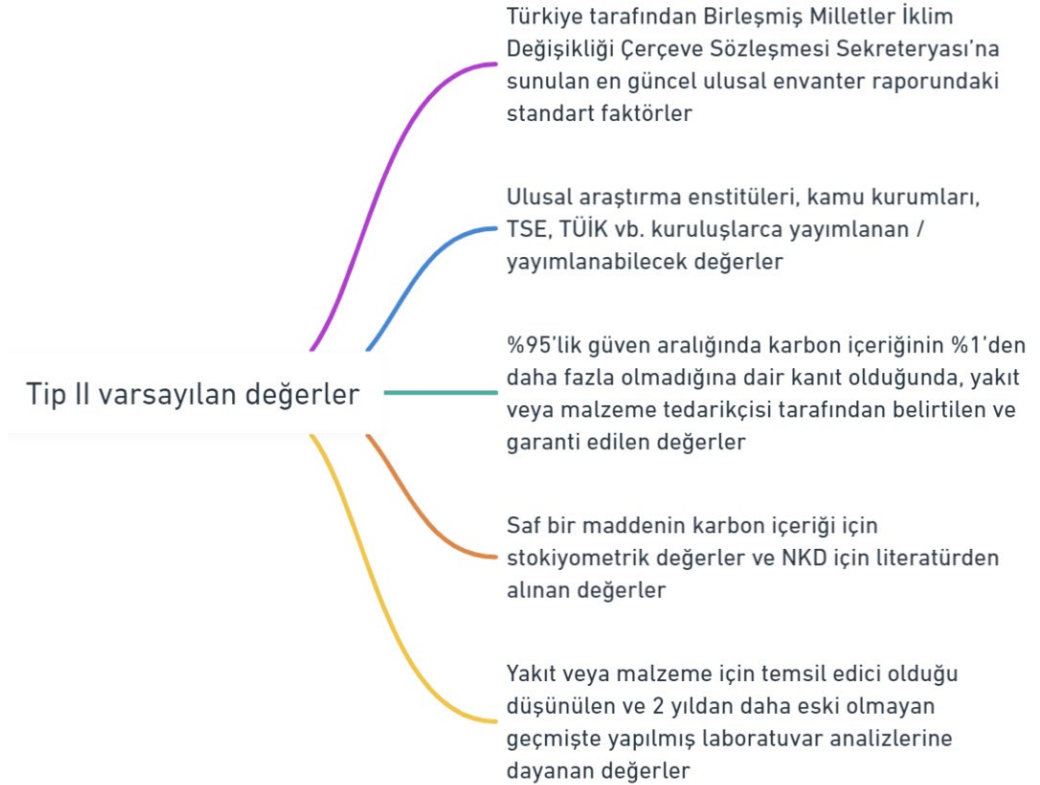 Türkiye tarafından Birleşmiş Milletler İklim
Değişikliği Çerçeve Sözleşmesi Sekreteryası’na
sunulan en güncel ulusal envanter raporundaki
standart faktörler
Ulusal araştırma enstitüleri, kamu kurumları,
TSE, TÜİK vb. kuruluşlarca yayımlanan /
yayımlanabilecek değerler
Tip II varsayılan değerler
%95’lik güven aralığında karbon içeriğinin %1’den
daha fazla olmadığına dair kanıt olduğunda, yakıt
veya malzeme tedarikçisi tarafından belirtilen ve
garanti edilen değerler
Saf bir maddenin karbon içeriği için
stokiyometrik değerler ve NKD için literatürden
alınan değerler
Yakıt veya malzeme için temsil edici olduğu
düşünülen ve 2 yıldan daha eski olmayan
geçmişte yapılmış laboratuvar analizlerine
dayanan değerler